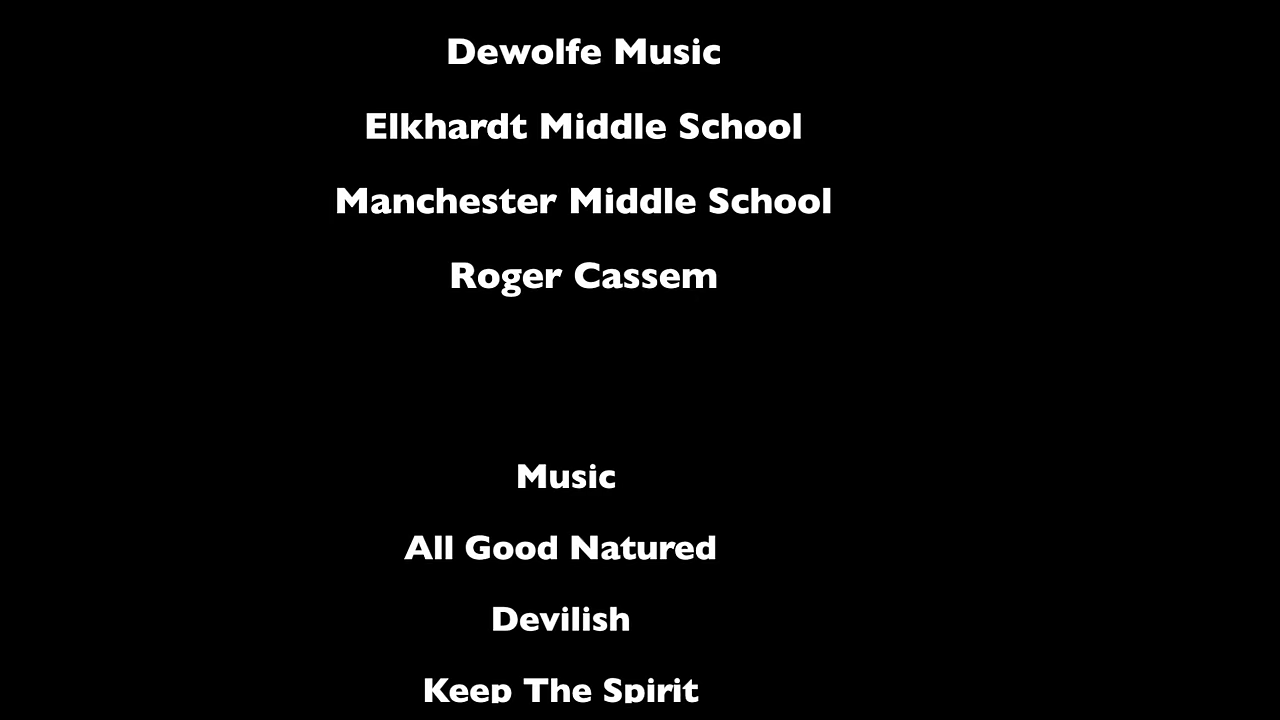 Dewolfe Music
Elkhardt Middle School
Manchester Middle School
Roger Cassem
Music
All Good Natured
Devilish
Keep The Spirit